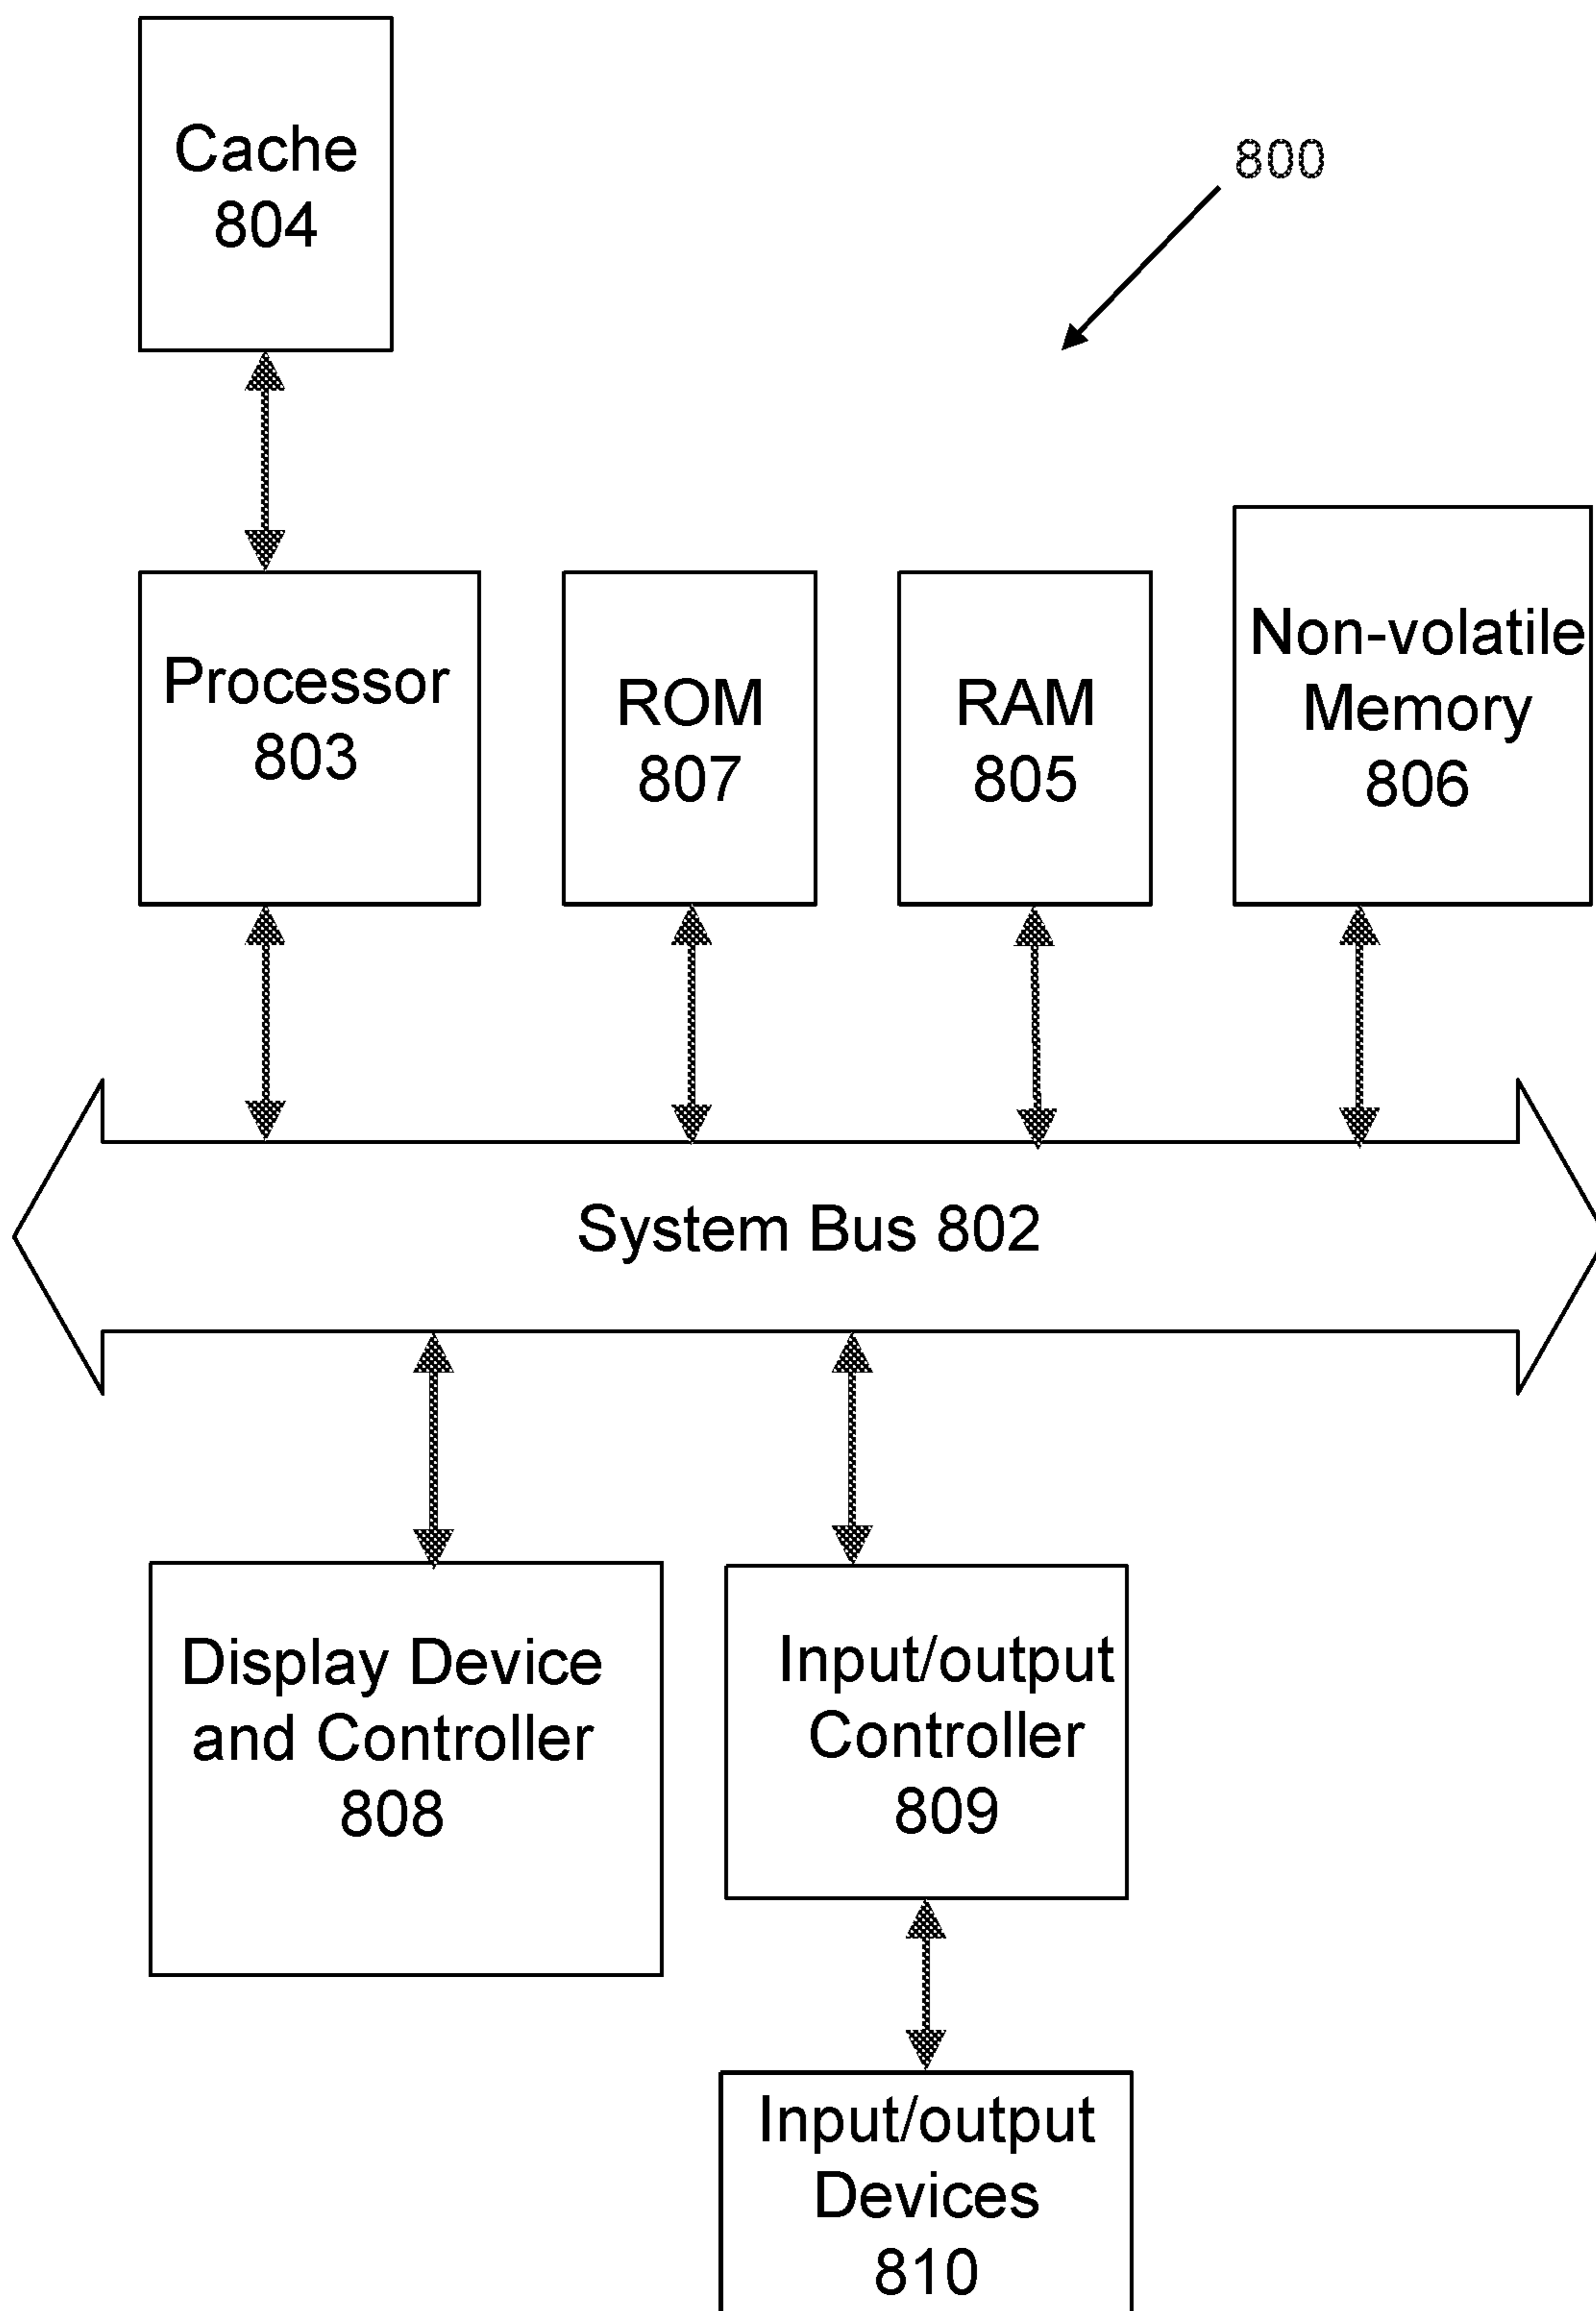 Cache
804
800
Processor
803
ROM
807
RAM
805
Non-volatile
Memory
806
System Bus 802
Display Device
and Controller
808
Input/output
Controller
809
Input/output
Devices
810